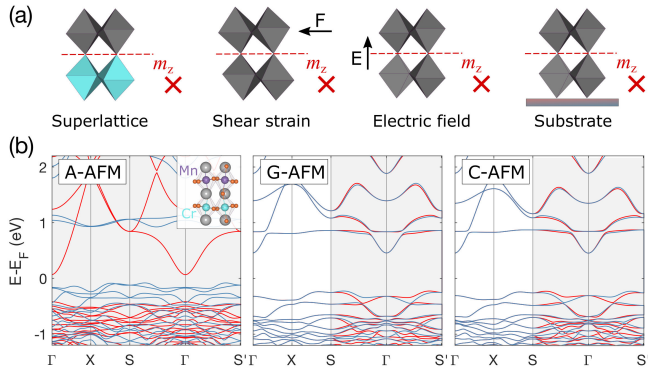 (a)
F
E
m_z
m_z
m_z
m_z
Superlattice
Shear strain
Electric field
Substrate
(b)
A-AFM
G-AFM
C-AFM
Mn
Cr
E-E_F (eV)
2
1
0
-1
Γ X S Γ S'
Γ X S Γ S'
Γ X S Γ S'